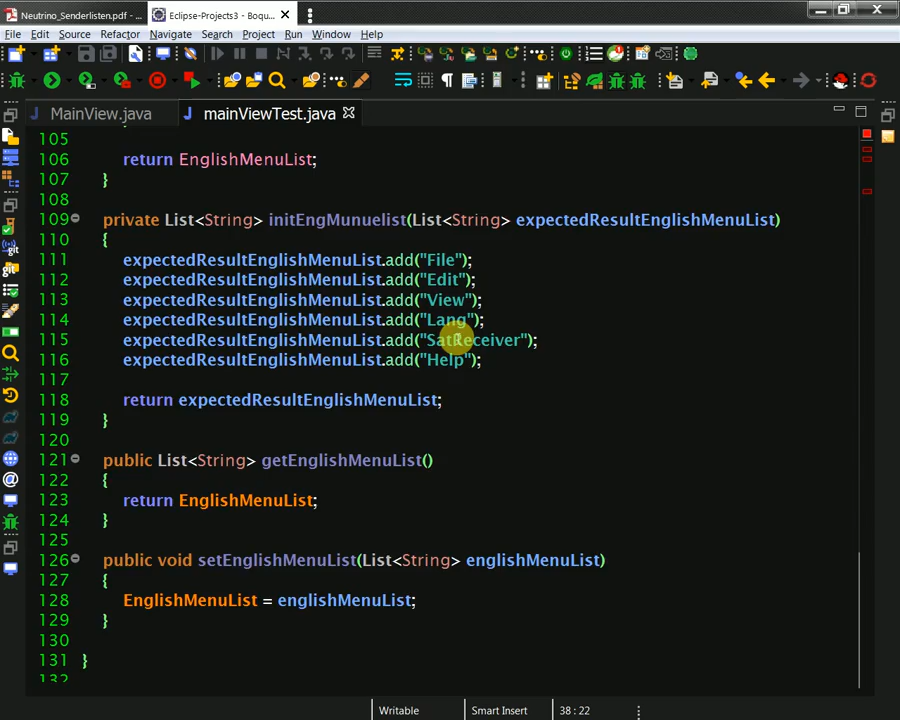 Neutrino_Senderlisten.pdf - ...
Eclipse-Projects3 - Boqu...
File Edit Source Refactor Navigate Search Project Run Window Help
MainView.java mainViewTest.java
105
106 return EnglishMenuList;
107 }
108
109 private List<String> initEngMunuelist(List<String> expectedResultEnglishMenuList)
110 {
111 expectedResultEnglishMenuList.add("File");
112 expectedResultEnglishMenuList.add("Edit");
113 expectedResultEnglishMenuList.add("View");
114 expectedResultEnglishMenuList.add("Lang");
115 expectedResultEnglishMenuList.add("SatReceiver");
116 expectedResultEnglishMenuList.add("Help");
117
118 return expectedResultEnglishMenuList;
119 }
120
121 public List<String> getEnglishMenuList()
122 {
123 return EnglishMenuList;
124 }
125
126 public void setEnglishMenuList(List<String> englishMenuList)
127 {
128 EnglishMenuList = englishMenuList;
129 }
130
131 }
132
Writable Smart Insert 38 : 22